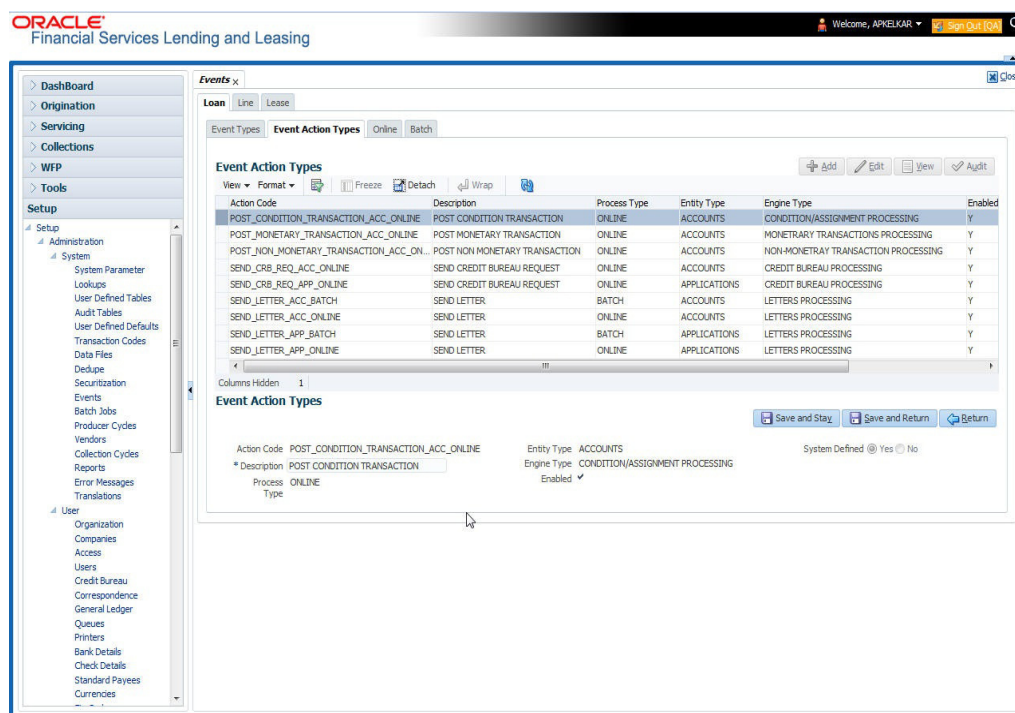 ORACLE
Financial Services Lending and Leasing
Welcome, APKELKAR
Sign Out [QA]
DashBoard
Origination
Servicing
Collections
WFP
Tools
Setup
Setup
Administration
System
System Parameter
Lookups
User Defined Tables
Audit Tables
User Defined Defaults
Transaction Codes
Data Files
Dedupe
Securitization
Events
Batch Jobs
Producer Cycles
Vendors
Collection Cycles
Reports
Error Messages
Translations
User
Organization
Companies
Access
Users
Credit Bureau
Correspondence
General Ledger
Queues
Printers
Bank Details
Check Details
Standard Payees
Currencies
Events x
Clos
Loan Line Lease
Event Types Event Action Types Online Batch
Event Action Types
Add Edit View Audit
View Format Freeze Detach Wrap
Action Code Description Process Type Entity Type Engine Type Enabled
POST_CONDITION_TRANSACTION_ACC_ONLINE POST CONDITION TRANSACTION ONLINE ACCOUNTS CONDITION/ASSIGNMENT PROCESSING Y
POST_MONETARY_TRANSACTION_ACC_ONLINE POST MONETARY TRANSACTION ONLINE ACCOUNTS MONETRARY TRANSACTIONS PROCESSING Y
POST_NON_MONETARY_TRANSACTION_ACC_ON... POST NON MONETARY TRANSACTION ONLINE ACCOUNTS NON-MONETRAY TRANSACTION PROCESSING Y
SEND_CRB_REQ_ACC_ONLINE SEND CREDIT BUREAU REQUEST ONLINE ACCOUNTS CREDIT BUREAU PROCESSING Y
SEND_CRB_REQ_APP_ONLINE SEND CREDIT BUREAU REQUEST ONLINE APPLICATIONS CREDIT BUREAU PROCESSING Y
SEND_LETTER_ACC_BATCH SEND LETTER BATCH ACCOUNTS LETTERS PROCESSING Y
SEND_LETTER_ACC_ONLINE SEND LETTER ONLINE ACCOUNTS LETTERS PROCESSING Y
SEND_LETTER_APP_BATCH SEND LETTER BATCH APPLICATIONS LETTERS PROCESSING Y
SEND_LETTER_APP_ONLINE SEND LETTER ONLINE APPLICATIONS LETTERS PROCESSING Y
Columns Hidden 1
Event Action Types
Save and Stay Save and Return Return
Action Code POST_CONDITION_TRANSACTION_ACC_ONLINE Entity Type ACCOUNTS System Defined Yes No
* Description POST CONDITION TRANSACTION Engine Type CONDITION/ASSIGNMENT PROCESSING
Process Type ONLINE Enabled